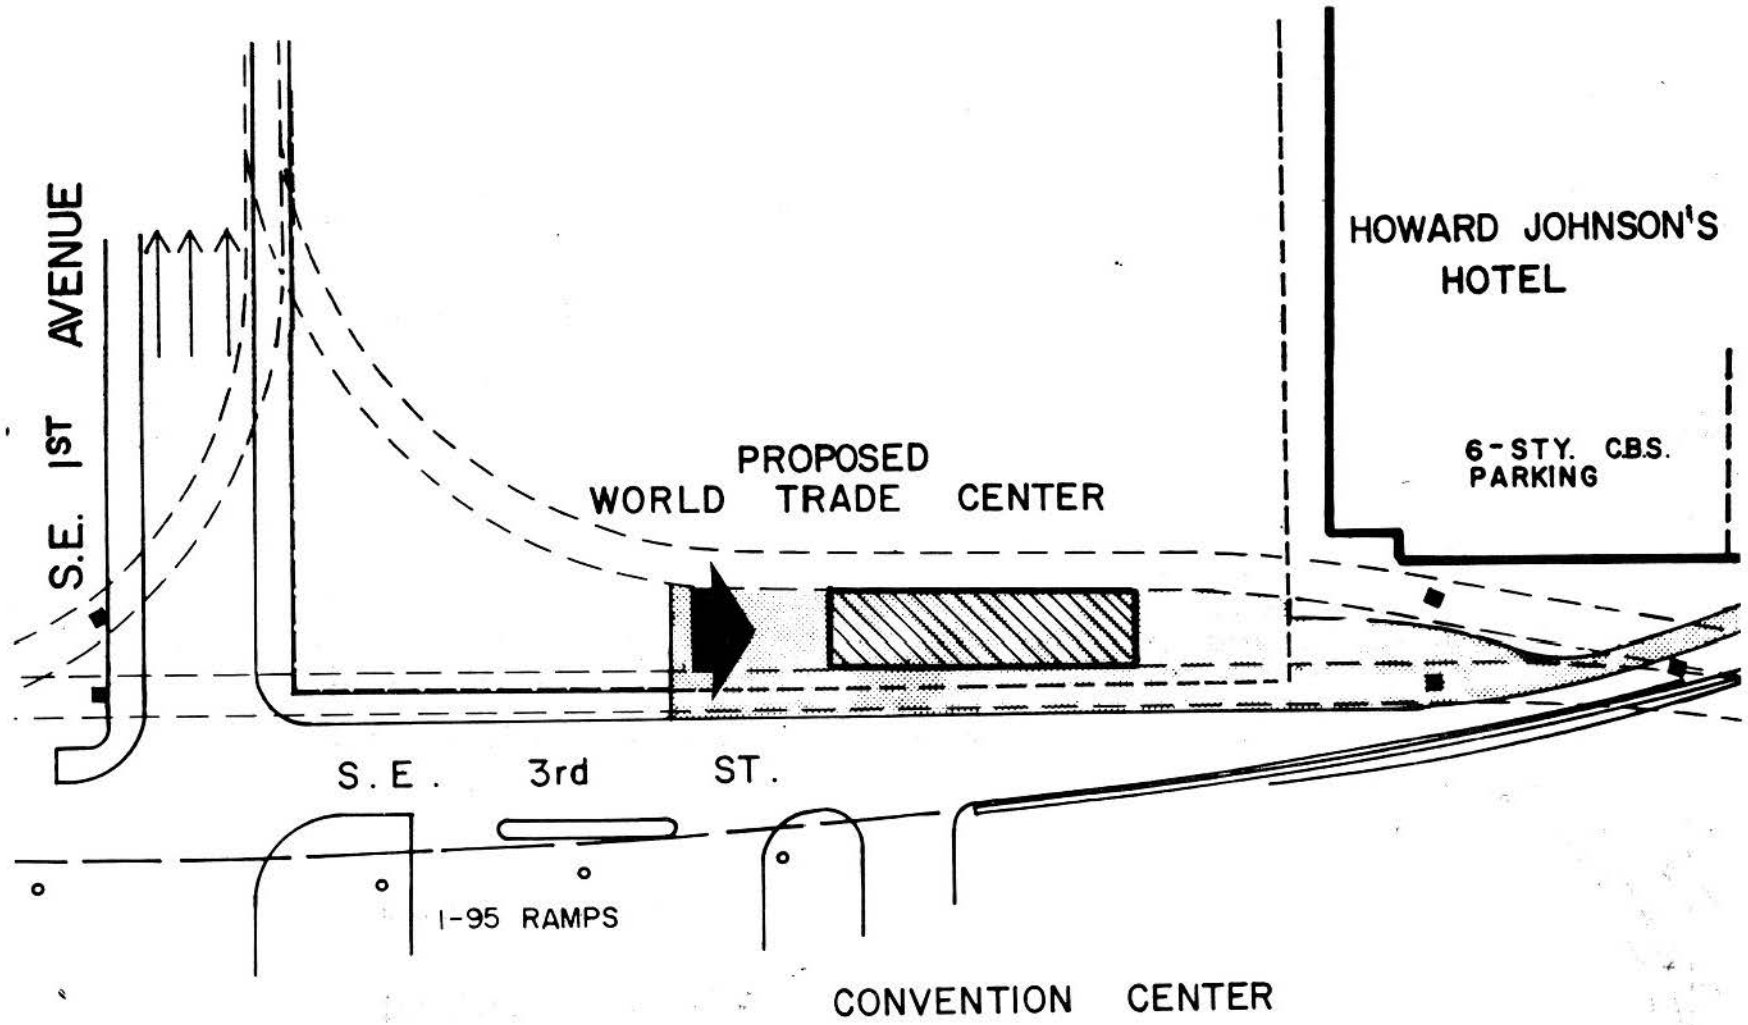 S.E. 1ST AVENUE
HOWARD JOHNSON'S
HOTEL
6-STY. C.B.S.
PARKING
PROPOSED
WORLD TRADE CENTER
S.E. 3rd ST.
I-95 RAMPS
CONVENTION CENTER